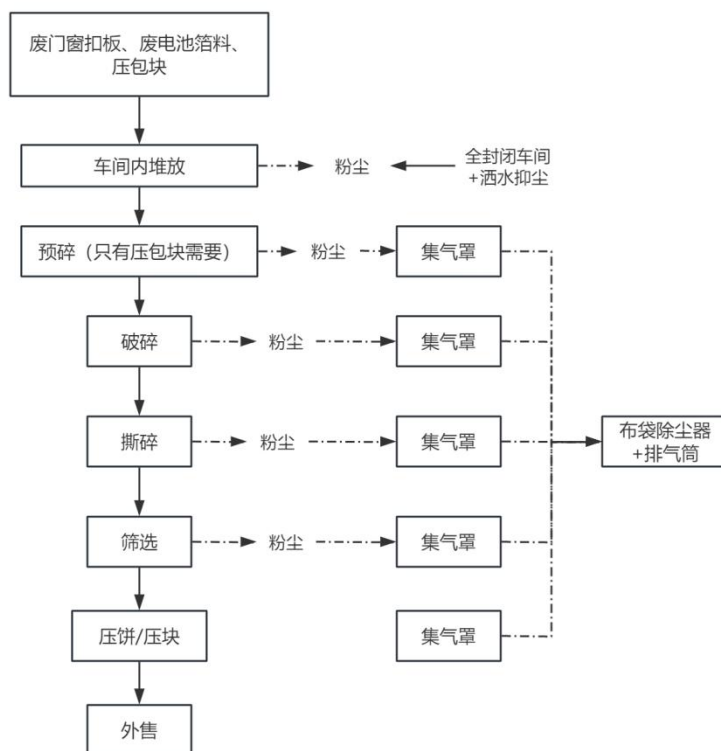 废门窗扣板、废电池箔料、
压包块
车间内堆放
粉尘
全封闭车间
+洒水抑尘
预碎（只有压包块需要）
粉尘
集气罩
破碎
粉尘
集气罩
撕碎
粉尘
集气罩
布袋除尘器
+排气筒
筛选
粉尘
集气罩
压饼/压块
集气罩
外售